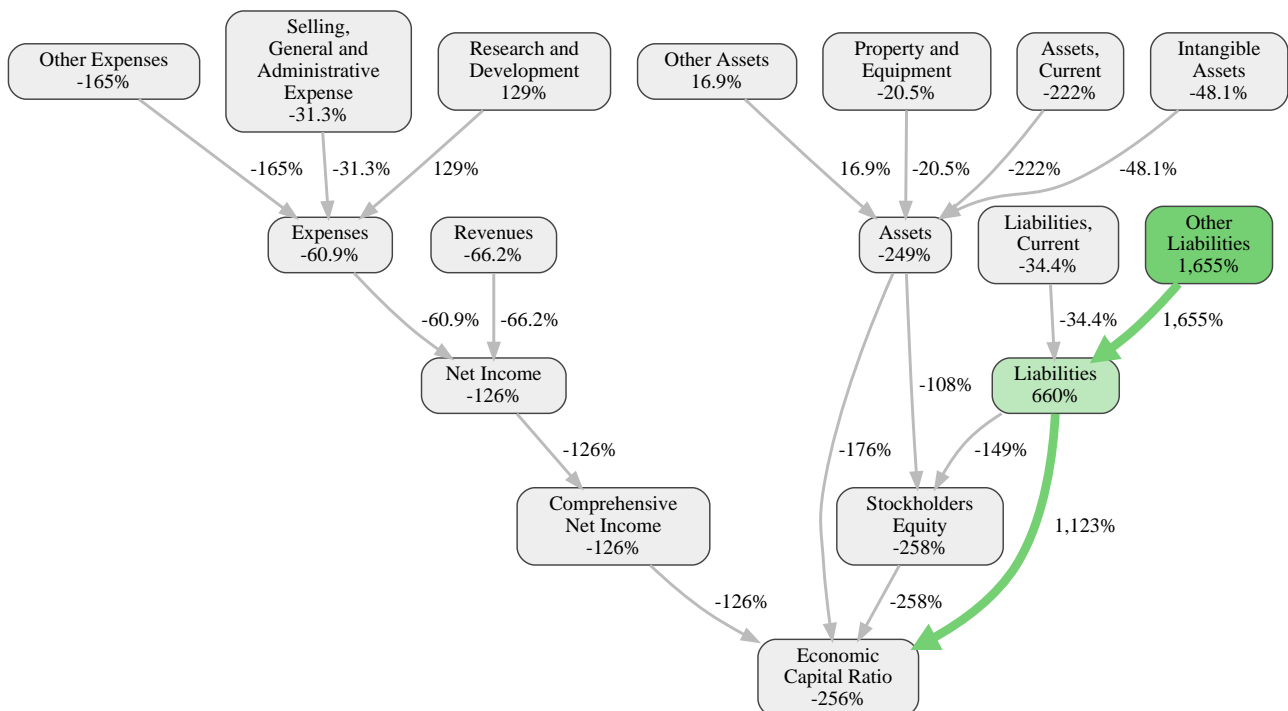 Other Expenses
-165%
Selling,
General and
Administrative
Expense
-31.3%
Research and
Development
129%
Other Assets
16.9%
Property and
Equipment
-20.5%
Assets,
Current
-222%
Intangible
Assets
-48.1%
-165%
-31.3%
129%
16.9%
-20.5%
-222%
-48.1%
Expenses
-60.9%
Revenues
-66.2%
Assets
-249%
Liabilities,
Current
-34.4%
Other
Liabilities
1,655%
-60.9%
-66.2%
-34.4%
1,655%
Net Income
-126%
-108%
Liabilities
660%
-126%
-176%
-149%
Comprehensive
Net Income
-126%
Stockholders
Equity
-258%
1,123%
-126%
-258%
Economic
Capital Ratio
-256%